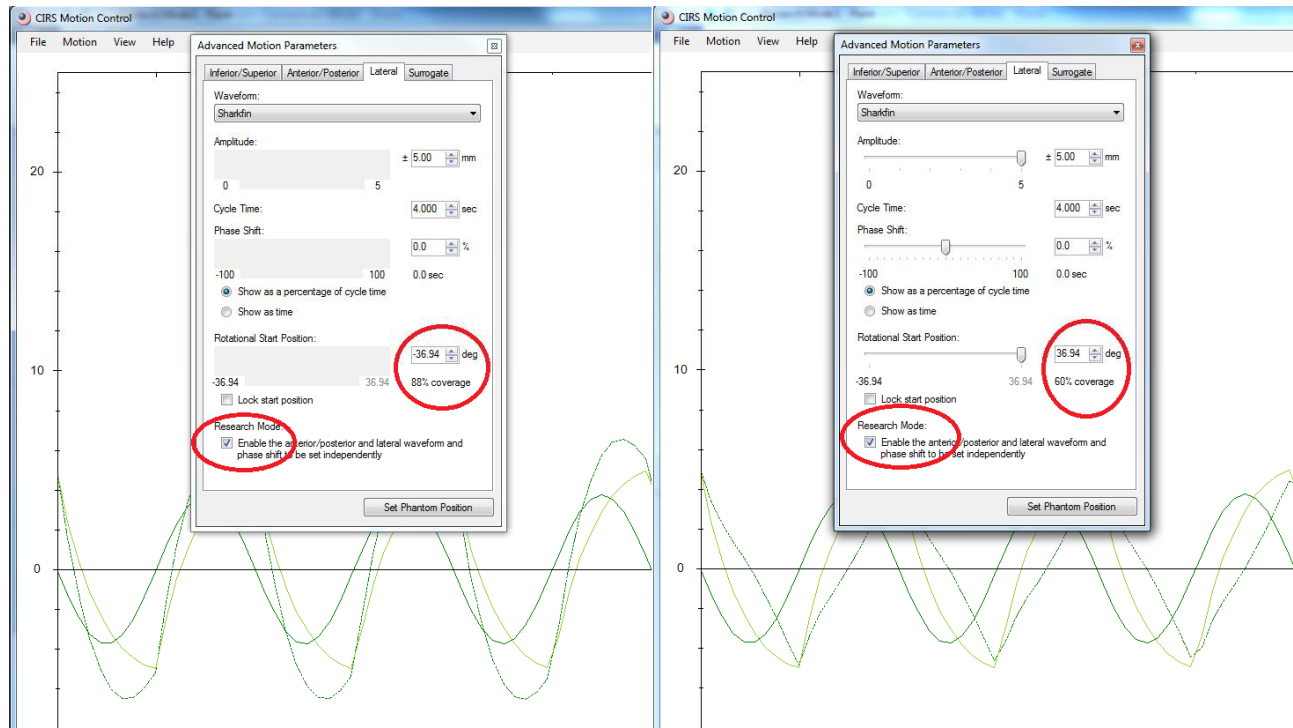 CIRS Motion Control
File Motion View Help
Advanced Motion Parameters
Inferior/Superior Anterior/Posterior Lateral Surrogate
Waveform:
Sharkfin
Amplitude:
± 5.00 mm
0 5
Cycle Time: 4.000 sec
Phase Shift:
0.0 %
-100 100 0.0 sec
Show as a percentage of cycle time
Show as time
Rotational Start Position:
-36.94 deg
-36.94 36.94 88% coverage
Lock start position
Research Mode:
Enable the anterior/posterior and lateral waveform and
phase shift to be set independently
Set Phantom Position
20
10
0
CIRS Motion Control
File Motion View Help
Advanced Motion Parameters
Inferior/Superior Anterior/Posterior Lateral Surrogate
Waveform:
Sharkfin
Amplitude:
± 5.00 mm
0 5
Cycle Time: 4.000 sec
Phase Shift:
0.0 %
-100 100 0.0 sec
Show as a percentage of cycle time
Show as time
Rotational Start Position:
36.94 deg
-36.94 36.94 60% coverage
Lock start position
Research Mode:
Enable the anterior/posterior and lateral waveform and
phase shift to be set independently
Set Phantom Position
20
10
0